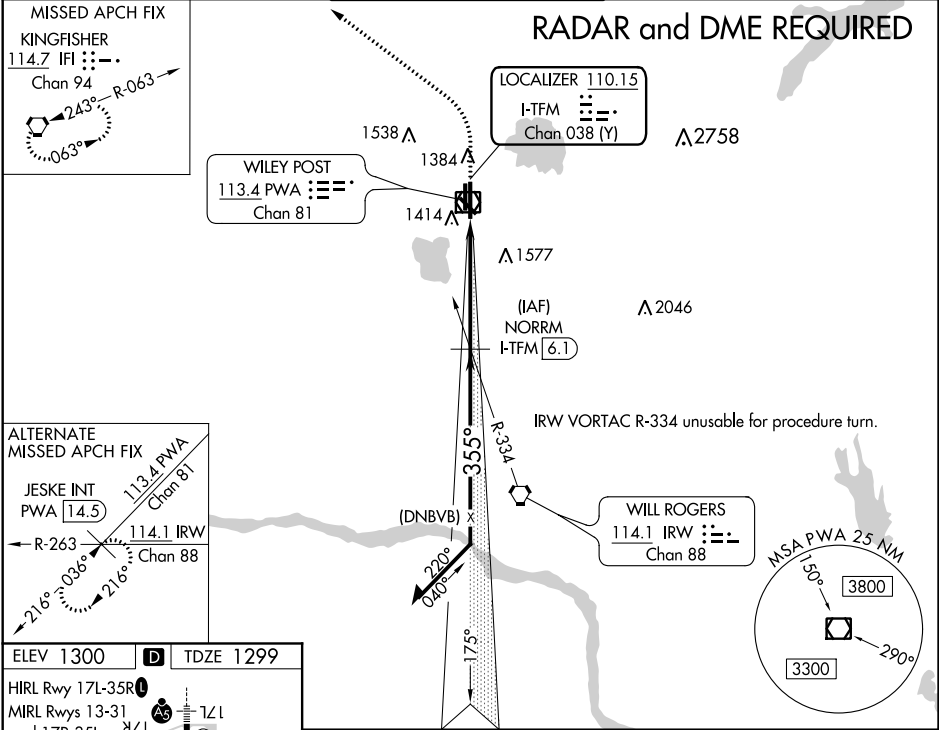 MISSED APCH FIX
KINGFISHER
114.7 IFI
Chan 94
243°
R-063
063°
RADAR and DME REQUIRED
LOCALIZER 110.15
I-TFM
Chan 038 (Y)
1538
1384
2758
WILEY POST
113.4 PWA
Chan 81
1414
1577
(IAF)
NORRM
I-TFM 6.1
2046
IRW VORTAC R-334 unusable for procedure turn.
R-334
355°
ALTERNATE
MISSED APCH FIX
JESKE INT
PWA 14.5
113.4 PWA
Chan 81
R-263
114.1 IRW
Chan 88
216°
036°
216°
(DNBVB) X
WILL ROGERS
114.1 IRW
Chan 88
220°
040°
175°
MSA PWA 25 NM
150°
3800
3300
290°
ELEV 1300 D TDZE 1299
HIRL Rwy 17L-35R L
MIRL Rwys 13-31
A5
17L
17R